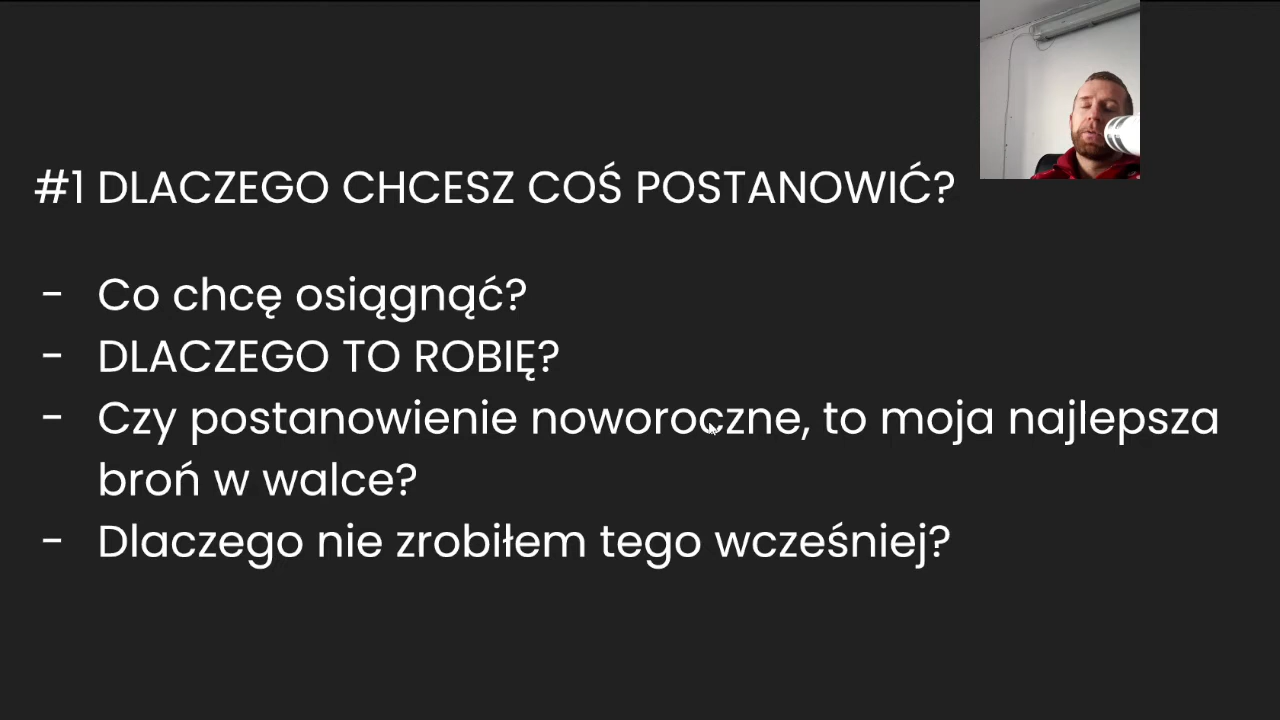 #1 DLACZEGO CHCESZ COŚ POSTANOWIĆ?
- Co chcę osiągnąć?
- DLACZEGO TO ROBIĘ?
- Czy postanowienie noworoczne, to moja najlepsza
broń w walce?
- Dlaczego nie zrobiłem tego wcześniej?